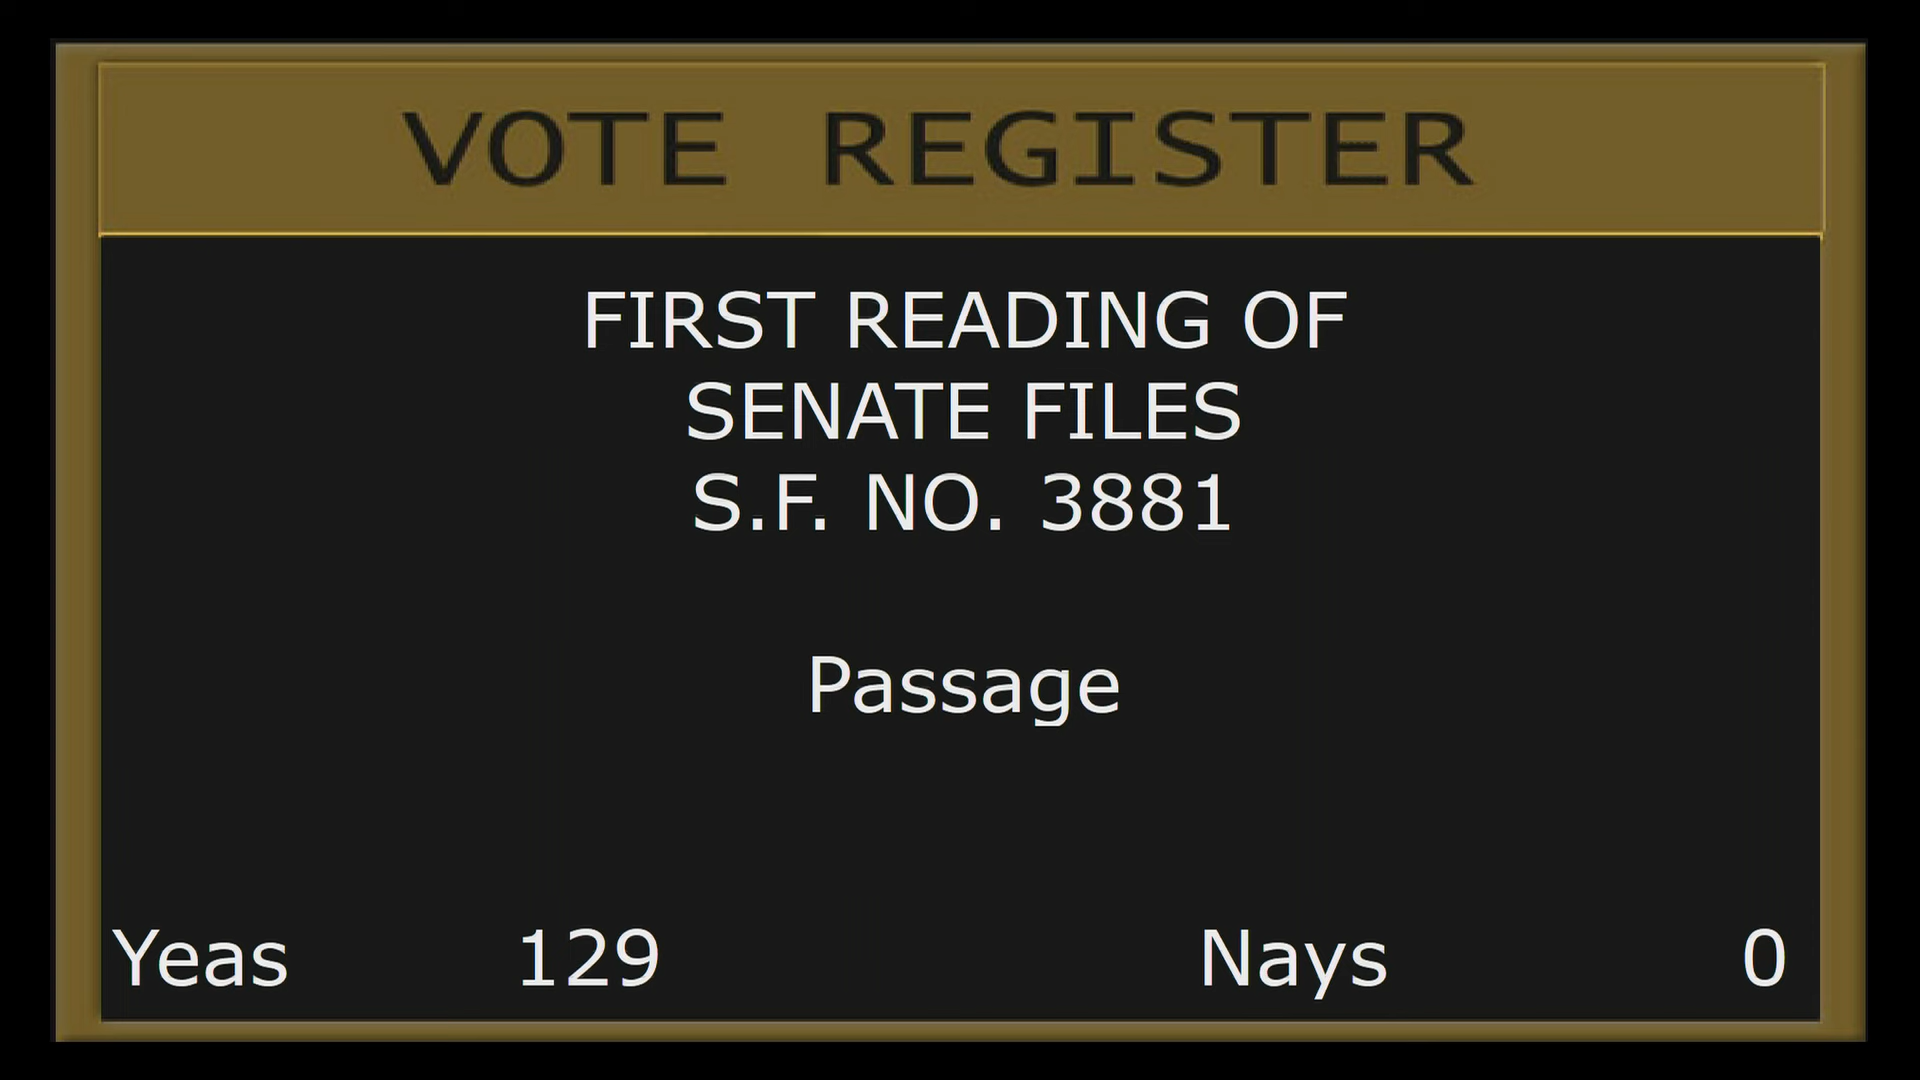 VOTE REGISTER
FIRST READING OF
SENATE FILES
S.F. NO. 3881
Passage
Yeas 129 Nays 0